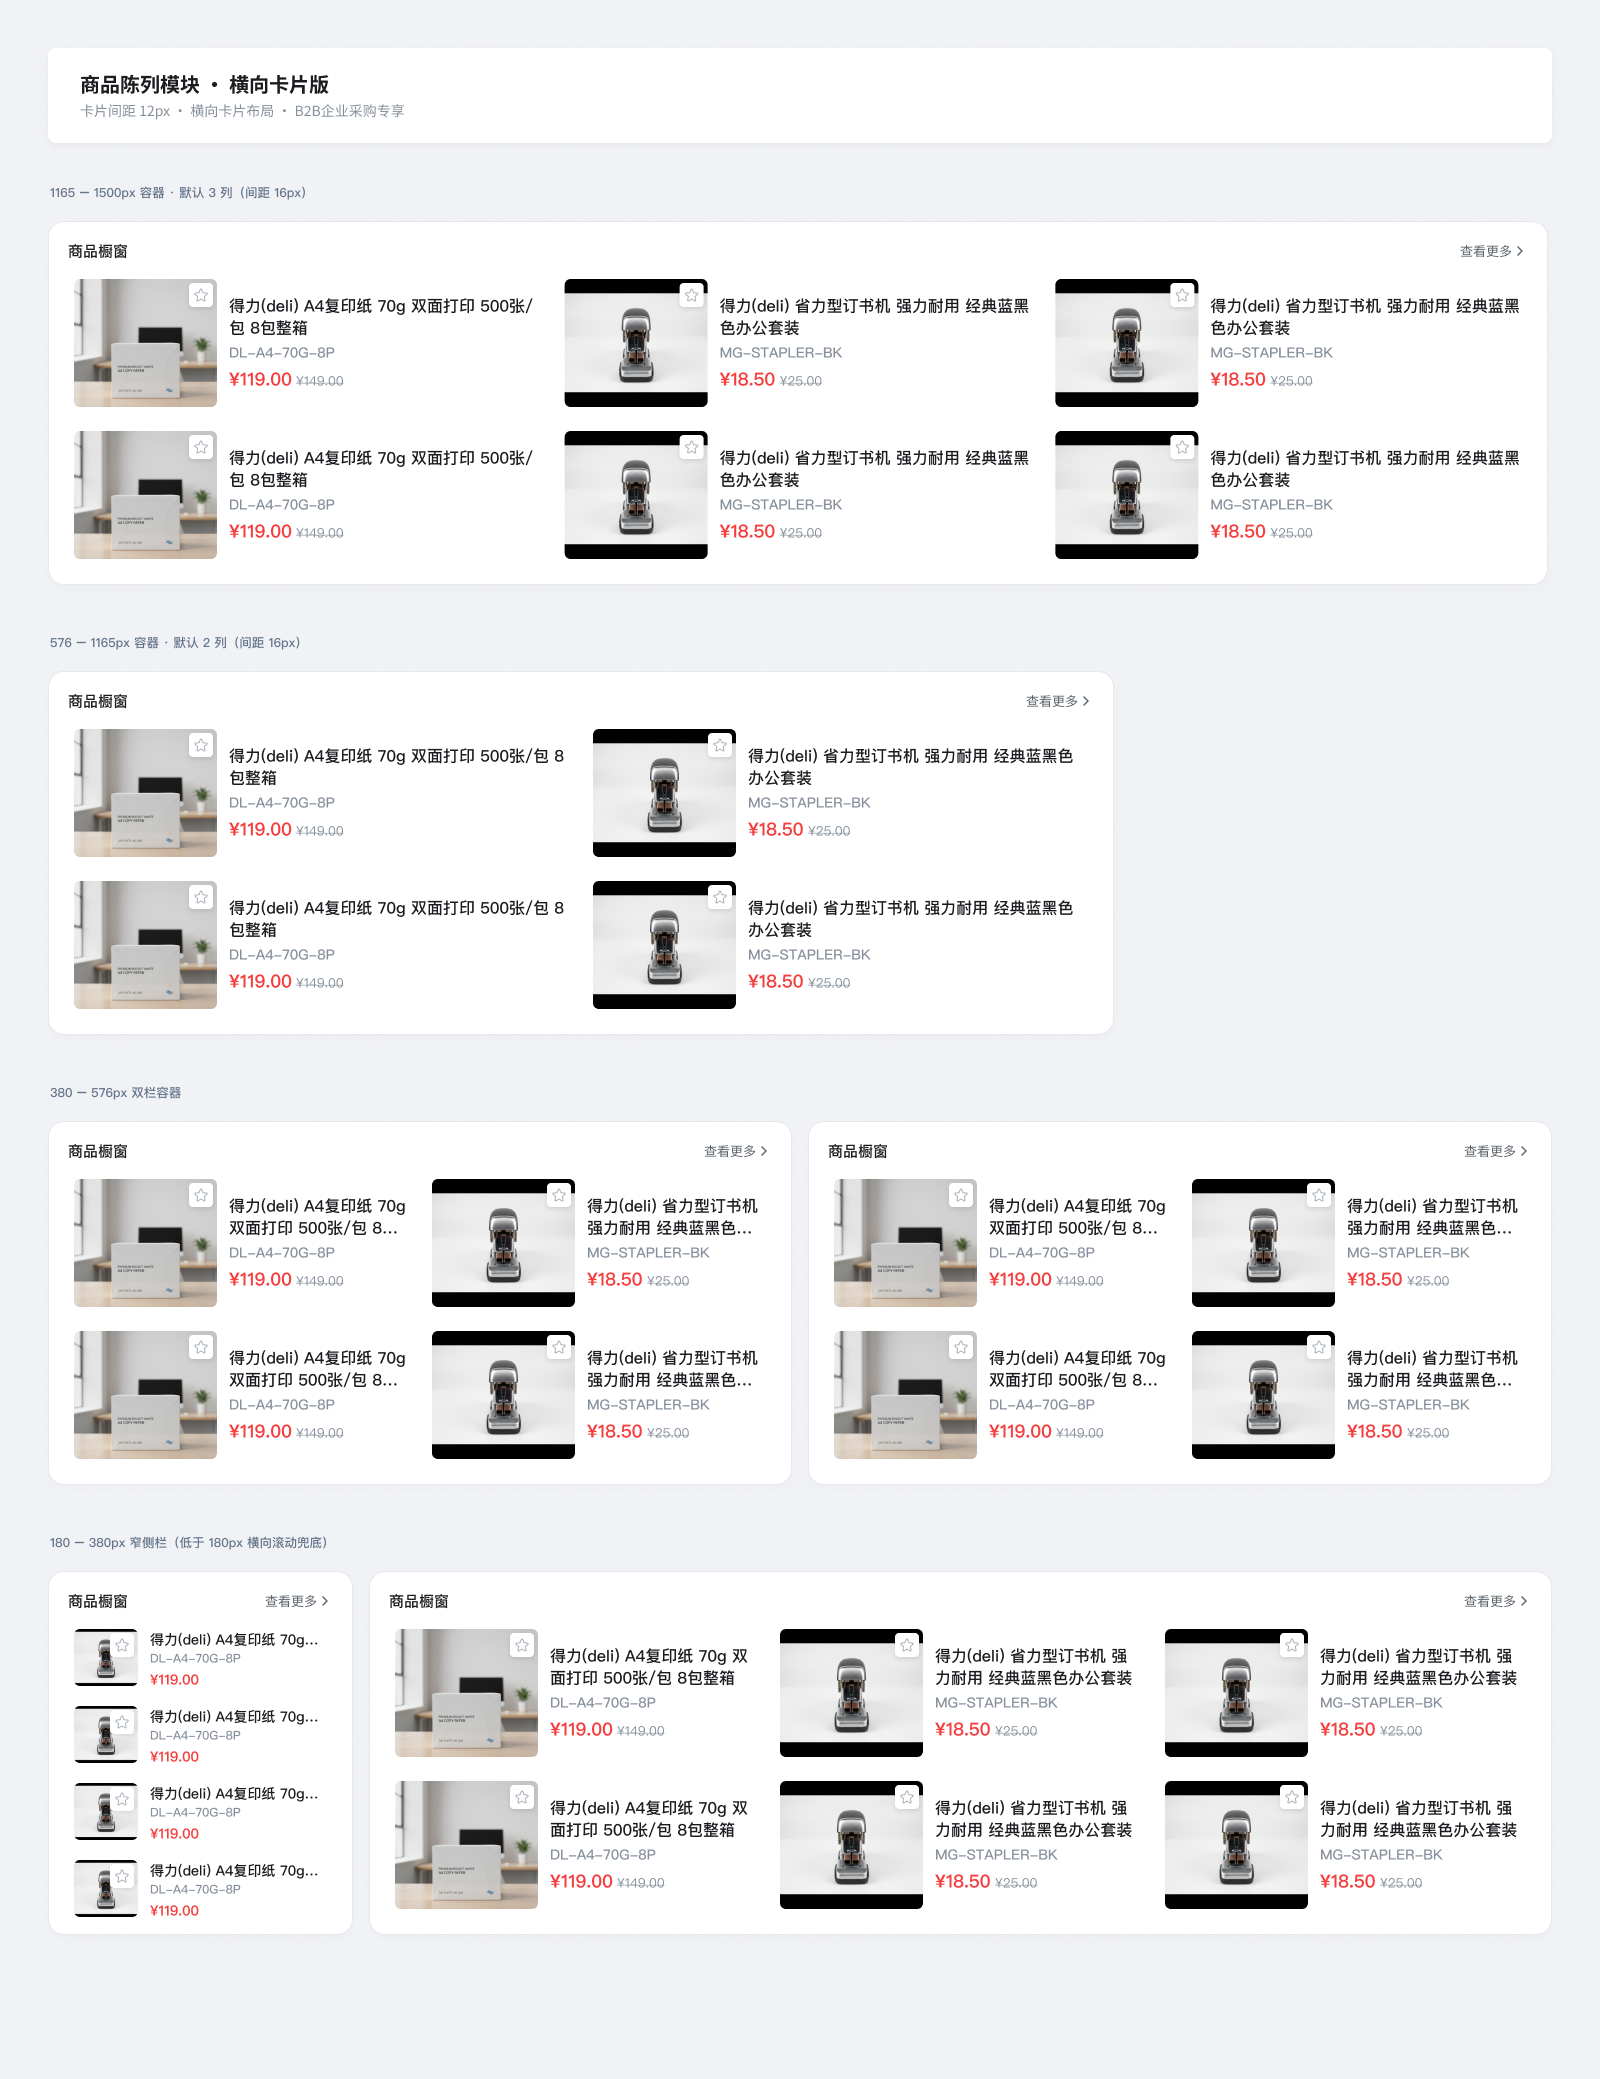 商品陈列模块 · 横向卡片版
卡片间距 12px · 横向卡片布局 · B2B企业采购专享
1165 — 1500px 容器 · 默认 3 列（间距 16px）
商品橱窗
查看更多
得力(deli) A4复印纸 70g 双面打印 500张/
包 8包整箱
DL-A4-70G-8P
¥119.00 ¥149.00
得力(deli) 省力型订书机 强力耐用 经典蓝黑
色办公套装
MG-STAPLER-BK
¥18.50 ¥25.00
得力(deli) 省力型订书机 强力耐用 经典蓝黑
色办公套装
MG-STAPLER-BK
¥18.50 ¥25.00
得力(deli) A4复印纸 70g 双面打印 500张/
包 8包整箱
DL-A4-70G-8P
¥119.00 ¥149.00
得力(deli) 省力型订书机 强力耐用 经典蓝黑
色办公套装
MG-STAPLER-BK
¥18.50 ¥25.00
得力(deli) 省力型订书机 强力耐用 经典蓝黑
色办公套装
MG-STAPLER-BK
¥18.50 ¥25.00
576 — 1165px 容器 · 默认 2 列（间距 16px）
商品橱窗
查看更多
得力(deli) A4复印纸 70g 双面打印 500张/包 8
包整箱
DL-A4-70G-8P
¥119.00 ¥149.00
得力(deli) 省力型订书机 强力耐用 经典蓝黑色
办公套装
MG-STAPLER-BK
¥18.50 ¥25.00
得力(deli) A4复印纸 70g 双面打印 500张/包 8
包整箱
DL-A4-70G-8P
¥119.00 ¥149.00
得力(deli) 省力型订书机 强力耐用 经典蓝黑色
办公套装
MG-STAPLER-BK
¥18.50 ¥25.00
380 — 576px 双栏容器
商品橱窗
查看更多
得力(deli) A4复印纸 70g
双面打印 500张/包 8...
DL-A4-70G-8P
¥119.00 ¥149.00
得力(deli) 省力型订书机
强力耐用 经典蓝黑色...
MG-STAPLER-BK
¥18.50 ¥25.00
得力(deli) A4复印纸 70g
双面打印 500张/包 8...
DL-A4-70G-8P
¥119.00 ¥149.00
得力(deli) 省力型订书机
强力耐用 经典蓝黑色...
MG-STAPLER-BK
¥18.50 ¥25.00
商品橱窗
查看更多
得力(deli) A4复印纸 70g
双面打印 500张/包 8...
DL-A4-70G-8P
¥119.00 ¥149.00
得力(deli) 省力型订书机
强力耐用 经典蓝黑色...
MG-STAPLER-BK
¥18.50 ¥25.00
得力(deli) A4复印纸 70g
双面打印 500张/包 8...
DL-A4-70G-8P
¥119.00 ¥149.00
得力(deli) 省力型订书机
强力耐用 经典蓝黑色...
MG-STAPLER-BK
¥18.50 ¥25.00
180 — 380px 窄侧栏（低于 180px 横向滚动兜底）
商品橱窗
查看更多
得力(deli) A4复印纸 70g...
DL-A4-70G-8P
¥119.00
得力(deli) A4复印纸 70g...
DL-A4-70G-8P
¥119.00
得力(deli) A4复印纸 70g...
DL-A4-70G-8P
¥119.00
得力(deli) A4复印纸 70g...
DL-A4-70G-8P
¥119.00
商品橱窗
查看更多
得力(deli) A4复印纸 70g 双
面打印 500张/包 8包整箱
DL-A4-70G-8P
¥119.00 ¥149.00
得力(deli) 省力型订书机 强
力耐用 经典蓝黑色办公套装
MG-STAPLER-BK
¥18.50 ¥25.00
得力(deli) 省力型订书机 强
力耐用 经典蓝黑色办公套装
MG-STAPLER-BK
¥18.50 ¥25.00
得力(deli) A4复印纸 70g 双
面打印 500张/包 8包整箱
DL-A4-70G-8P
¥119.00 ¥149.00
得力(deli) 省力型订书机 强
力耐用 经典蓝黑色办公套装
MG-STAPLER-BK
¥18.50 ¥25.00
得力(deli) 省力型订书机 强
力耐用 经典蓝黑色办公套装
MG-STAPLER-BK
¥18.50 ¥25.00